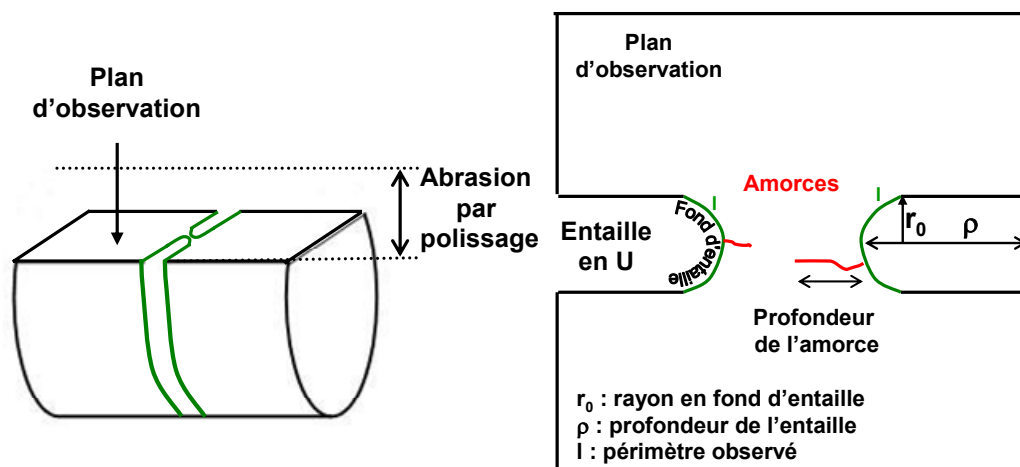 Plan
d'observation
Abrasion
par
polissage
Plan
d'observation
Amorces
l
l
Entaille
en U
Fond d'entaille
r0
ρ
Profondeur
de l'amorce
r0 : rayon en fond d'entaille
ρ : profondeur de l'entaille
l : périmètre observé